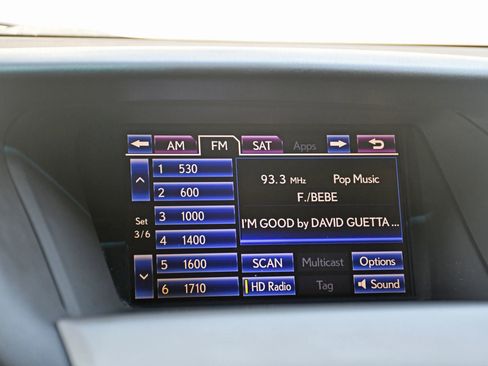 AM FM SAT Apps
1 530
2 600
3 1000
4 1400
5 1600
6 1710
Set
3/6
93.3 MHz Pop Music
F./BEBE
I'M GOOD by DAVID GUETTA ...
SCAN Multicast Options
HD Radio Tag Sound